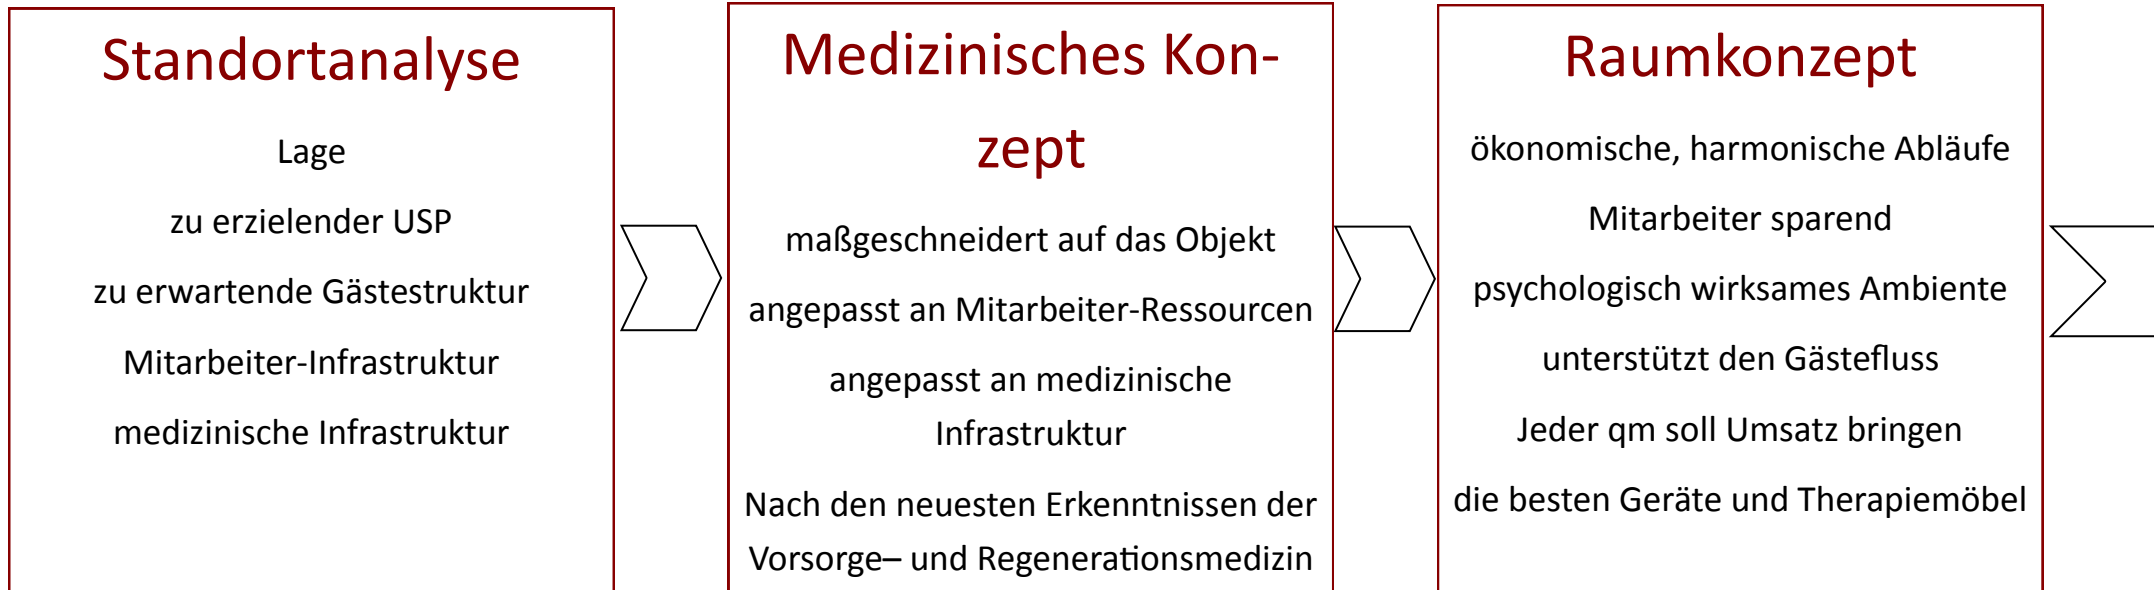 Standortanalyse
Lage
zu erzielender USP
zu erwartende Gästestruktur
Mitarbeiter-Infrastruktur
medizinische Infrastruktur
Medizinisches Kon-
zept
maßgeschneidert auf das Objekt
angepasst an Mitarbeiter-Ressourcen
angepasst an medizinische
Infrastruktur
Nach den neuesten Erkenntnissen der
Vorsorge– und Regenerationsmedizin
Raumkonzept
ökonomische, harmonische Abläufe
Mitarbeiter sparend
psychologisch wirksames Ambiente
unterstützt den Gästefluss
Jeder qm soll Umsatz bringen
die besten Geräte und Therapiemöbel